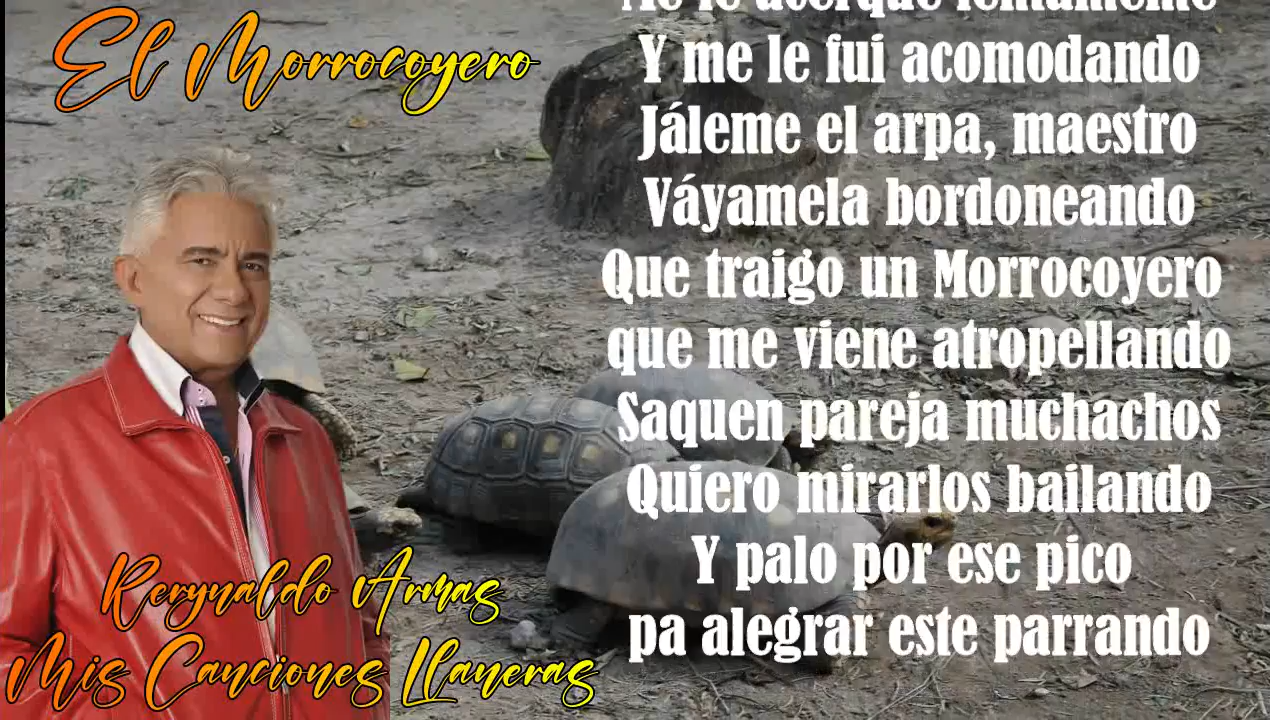 El Morrocoyero
Y me le fui acomodando
Jáleme el arpa, maestro
Váyamela bordoneando
Que traigo un Morrocoyero
que me viene atropellando
Saquen pareja muchachos
Quiero mirarlos bailando
Y palo por ese pico
pa alegrar este parrando
Rerynaldo Armas
Mis Canciones Llaneras